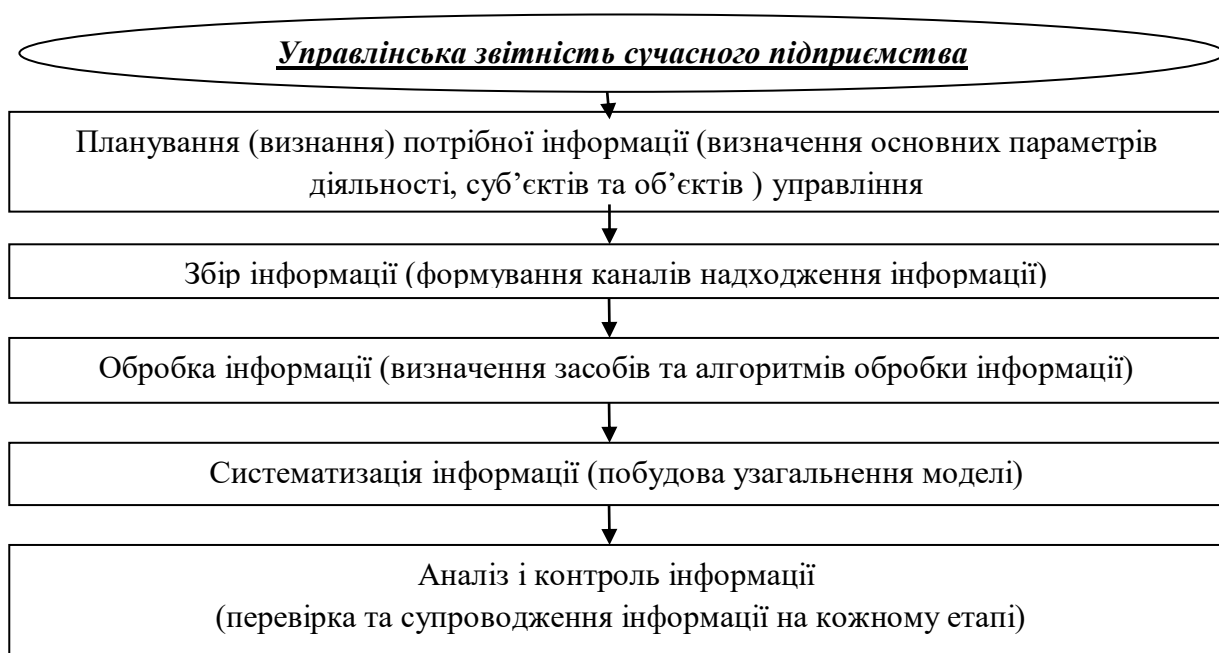 Управлінська звітність сучасного підприємства
Планування (визнання) потрібної інформації (визначення основних параметрів
діяльності, суб’єктів та об’єктів ) управління
Збір інформації (формування каналів надходження інформації)
Обробка інформації (визначення засобів та алгоритмів обробки інформації)
Систематизація інформації (побудова узагальнення моделі)
Аналіз і контроль інформації
(перевірка та супроводження інформації на кожному етапі)